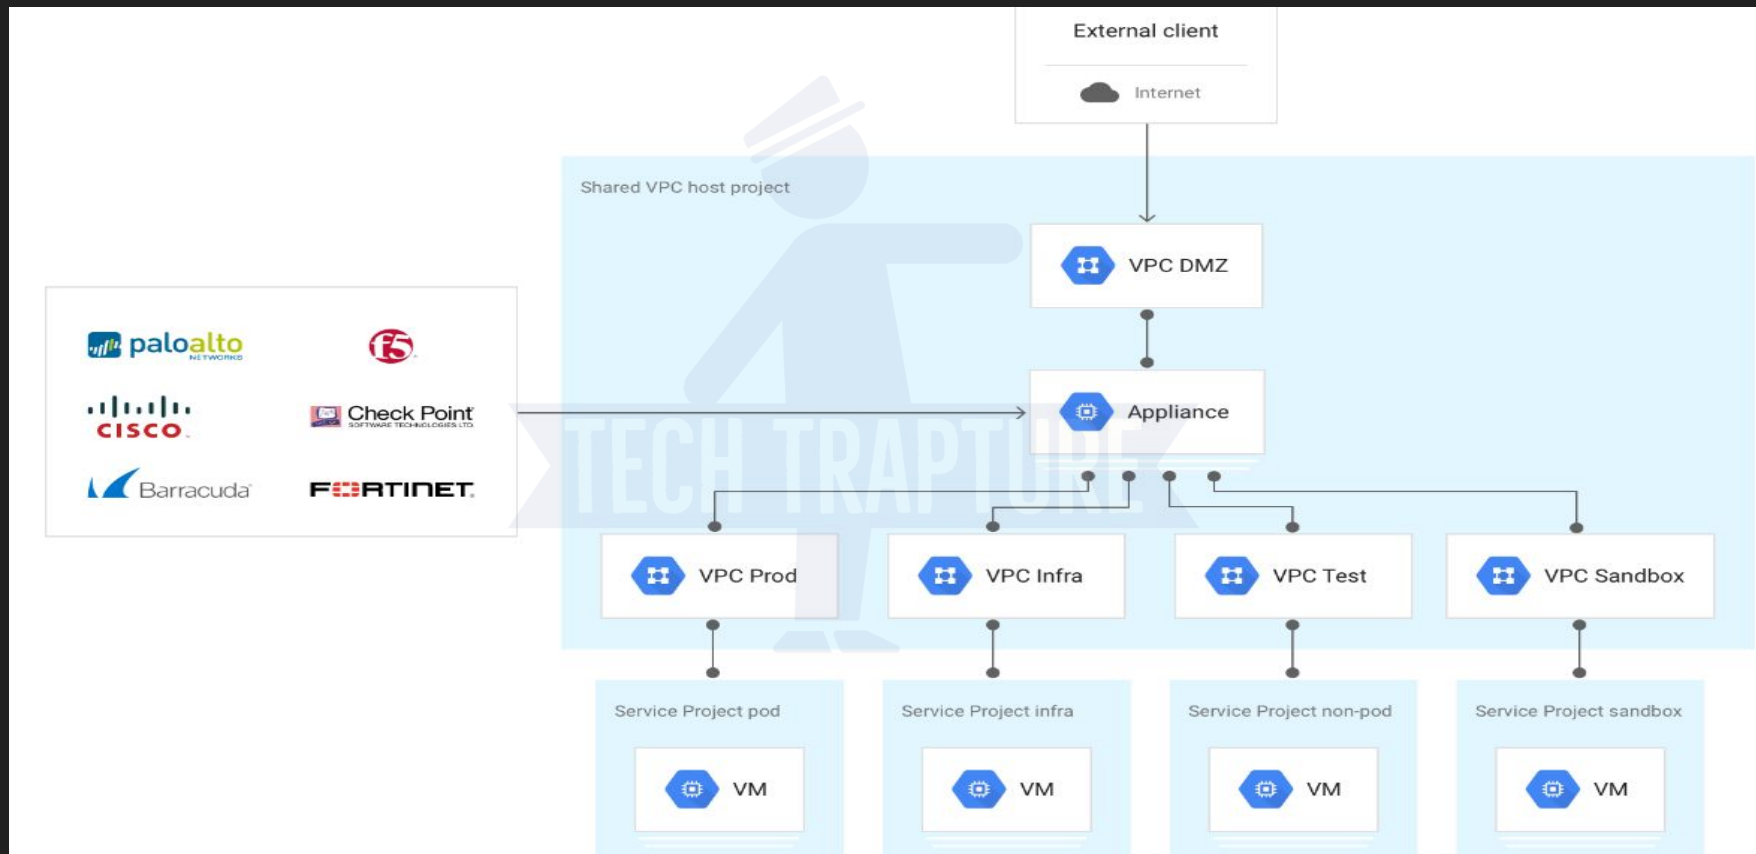 External client
Internet
Shared VPC host project
VPC DMZ
paloalto
NETWORKS
f5
CISCO
Check Point
SOFTWARE TECHNOLOGIES LTD.
Barracuda
FORTINET
Appliance
TECH TRAPTURE
VPC Prod
VPC Infra
VPC Test
VPC Sandbox
Service Project pod
Service Project infra
Service Project non-pod
Service Project sandbox
VM
VM
VM
VM